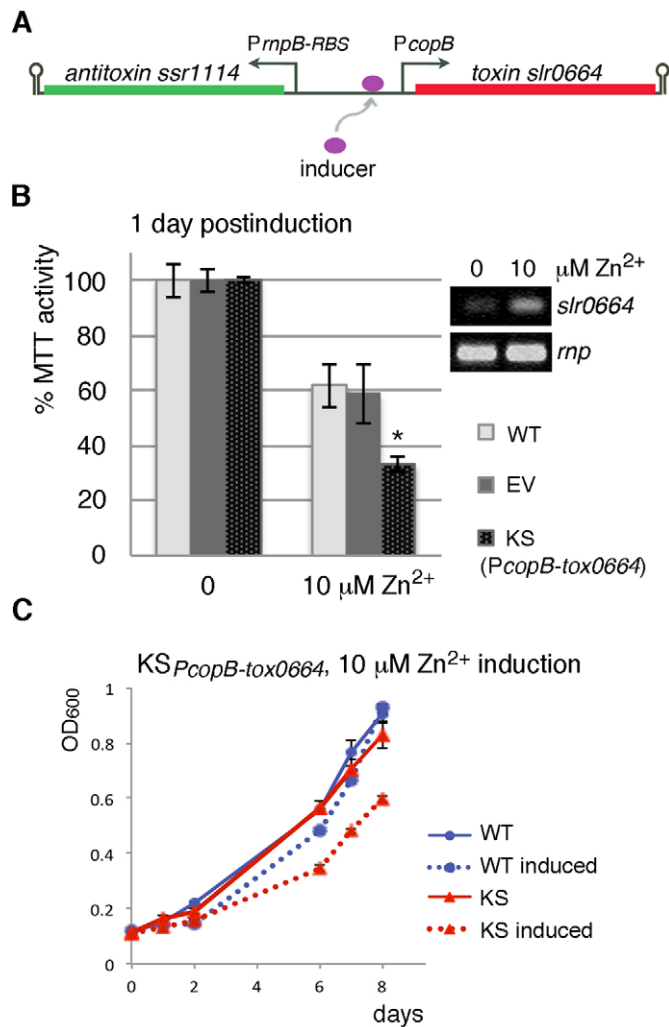 A
PrnpB-RBS PcopB
antitoxin ssr1114 toxin slr0664
inducer
B
1 day postinduction
% MTT activity
100
80
60
40
20
0
0 10 μM Zn2+
0 10 μM Zn2+
slr0664
rnp
*
WT
EV
KS
(PcopB-tox0664)
C
KSPcopB-tox0664, 10 μM Zn2+ induction
OD600
1
0.8
0.6
0.4
0.2
0
0 2 4 6 8
days
WT
WT induced
KS
KS induced